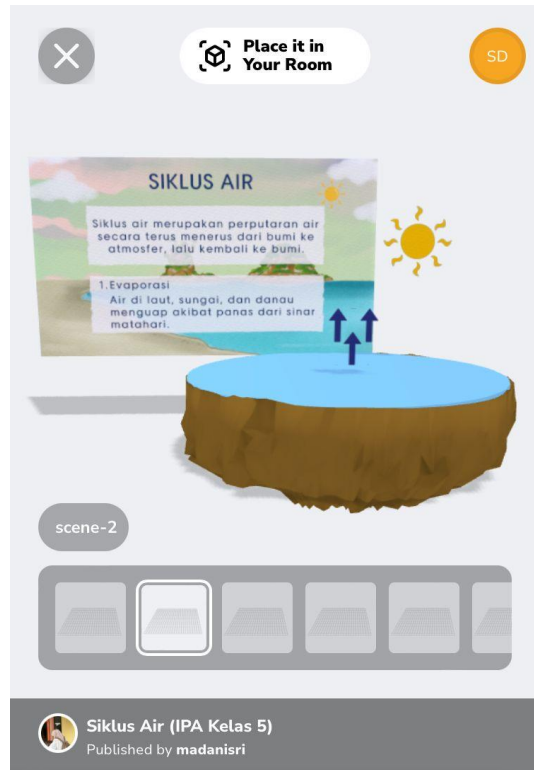 Place it in
Your Room
SD
SIKLUS AIR
Siklus air merupakan perputaran air
secara terus menerus dari bumi ke
atmosfer, lalu kembali ke bumi.
1.Evaporasi
Air di laut, sungai, dan danau
menguap akibat panas dari sinar
matahari.
scene-2
Siklus Air (IPA Kelas 5)
Published by madanisri